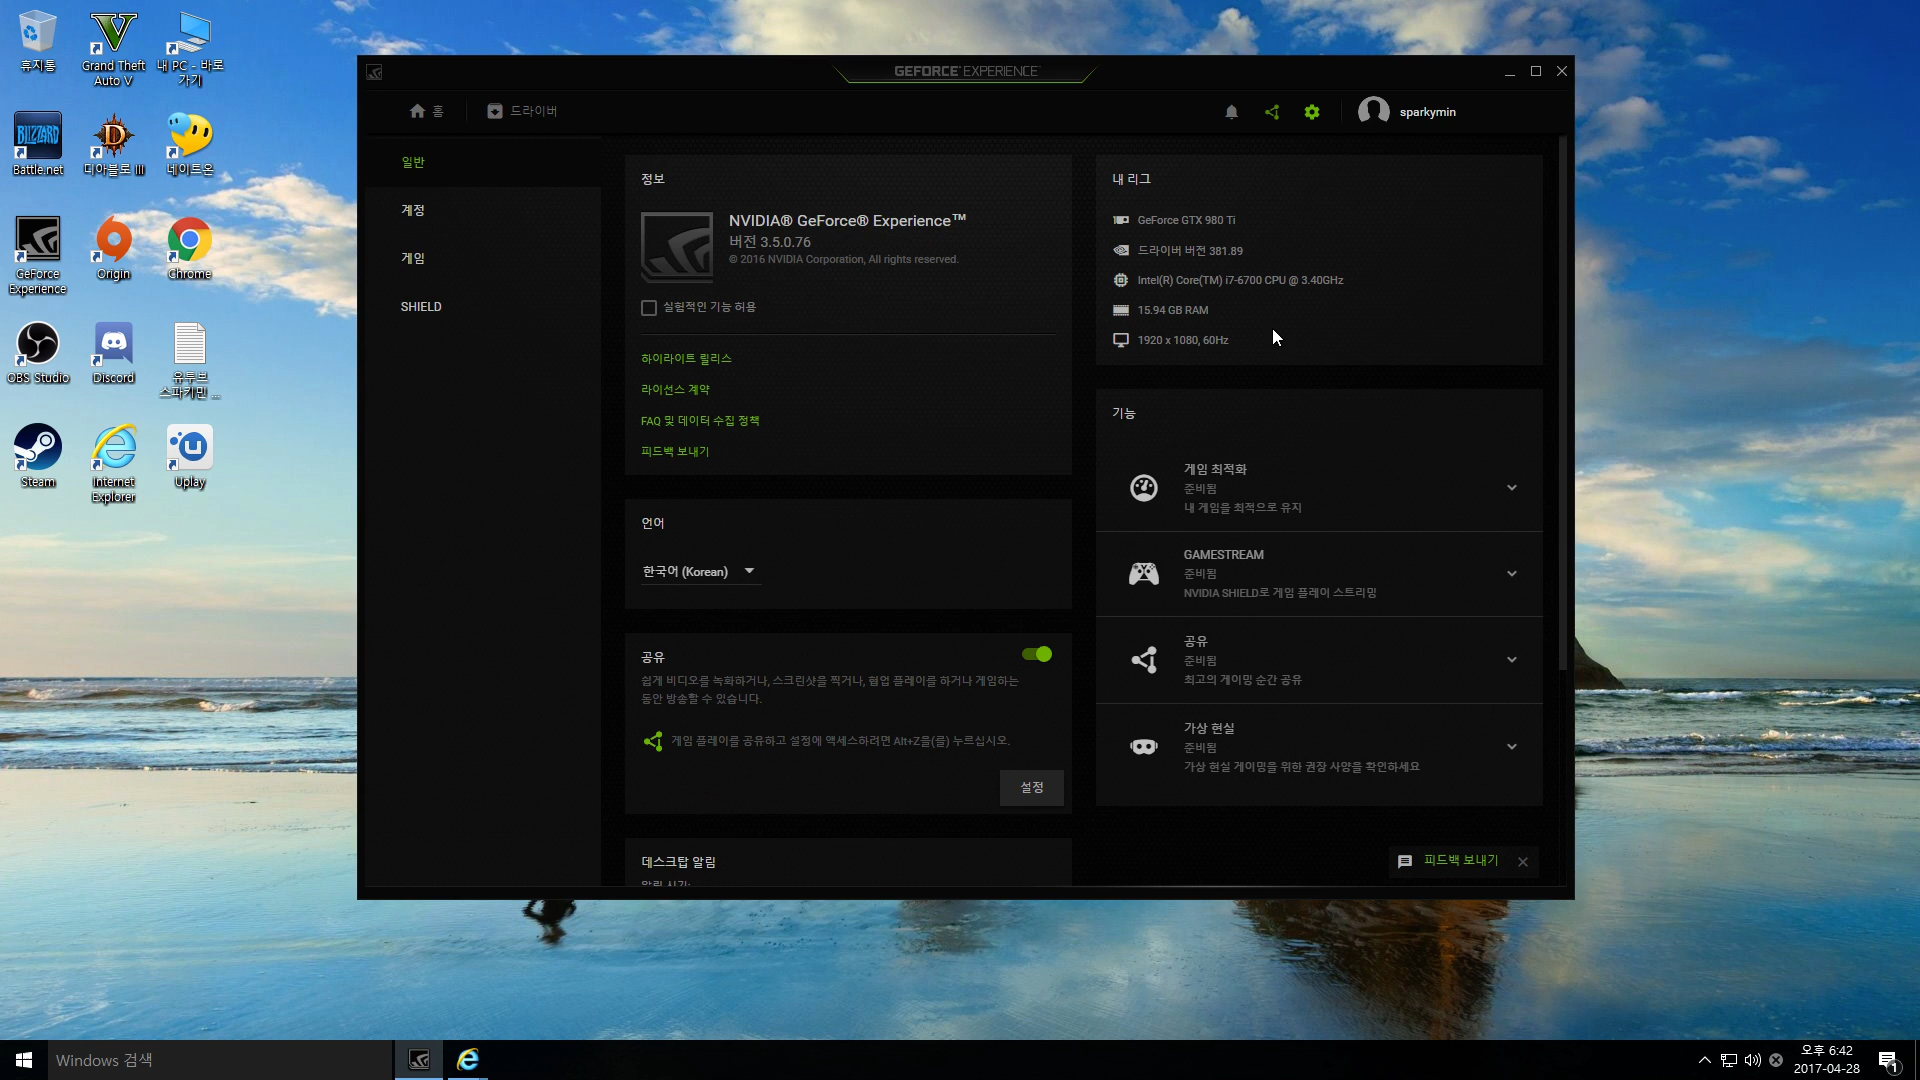 휴지통
Grand Theft
Auto V
내 PC - 바로
가기
BLIZZARD
Battle.net
디아블로 III
네이트온
GeForce
Experience
Origin
Chrome
OBS Studio
Discord
유투브
스파키민 ...
Steam
Internet
Explorer
Uplay
GEFORCE EXPERIENCE
홈
드라이버
sparkymin
일반
계정
게임
SHIELD
정보
NVIDIA® GeForce® Experience™
버전 3.5.0.76
© 2016 NVIDIA Corporation, All rights reserved.
실험적인 기능 허용
하이라이트 릴리스
라이선스 계약
FAQ 및 데이터 수집 정책
피드백 보내기
언어
한국어 (Korean)
공유
쉽게 비디오를 녹화하거나, 스크린샷을 찍거나, 협업 플레이를 하거나 게임하는
동안 방송할 수 있습니다.
게임 플레이를 공유하고 설정에 액세스하려면 Alt+Z을(를) 누르십시오.
설정
데스크탑 알림
알림 시기:
내 리그
GeForce GTX 980 Ti
드라이버 버전 381.89
Intel(R) Core(TM) i7-6700 CPU @ 3.40GHz
15.94 GB RAM
1920 x 1080, 60Hz
기능
게임 최적화
준비됨
내 게임을 최적으로 유지
GAMESTREAM
준비됨
NVIDIA SHIELD로 게임 플레이 스트리밍
공유
준비됨
최고의 게이밍 순간 공유
가상 현실
준비됨
가상 현실 게이밍을 위한 권장 사양을 확인하세요
피드백 보내기
Windows 검색
오후 6:42
2017-04-28
1